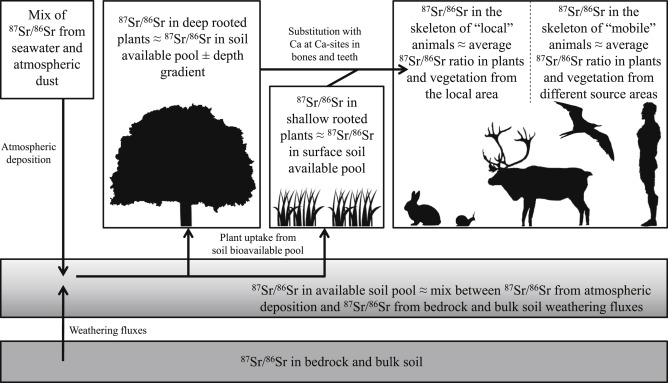 Mix of
⁸⁷Sr/⁸⁶Sr from
seawater and
atmospheric
dust
⁸⁷Sr/⁸⁶Sr in deep rooted
plants ≈ ⁸⁷Sr/⁸⁶Sr in soil
available pool ± depth
gradient
Substitution with
Ca at Ca-sites in
bones and teeth
⁸⁷Sr/⁸⁶Sr in the
skeleton of “local”
animals ≈ average
⁸⁷Sr/⁸⁶Sr ratio in plants
and vegetation from
the local area
⁸⁷Sr/⁸⁶Sr in the
skeleton of “mobile”
animals ≈ average
⁸⁷Sr/⁸⁶Sr ratio in plants
and vegetation from
different source areas
⁸⁷Sr/⁸⁶Sr in
shallow rooted
plants ≈ ⁸⁷Sr/⁸⁶Sr
in surface soil
available pool
Atmospheric
deposition
Plant uptake from
soil bioavailable pool
⁸⁷Sr/⁸⁶Sr in available soil pool ≈ mix between ⁸⁷Sr/⁸⁶Sr from atmospheric
deposition and ⁸⁷Sr/⁸⁶Sr from bedrock and bulk soil weathering fluxes
Weathering fluxes
⁸⁷Sr/⁸⁶Sr in bedrock and bulk soil